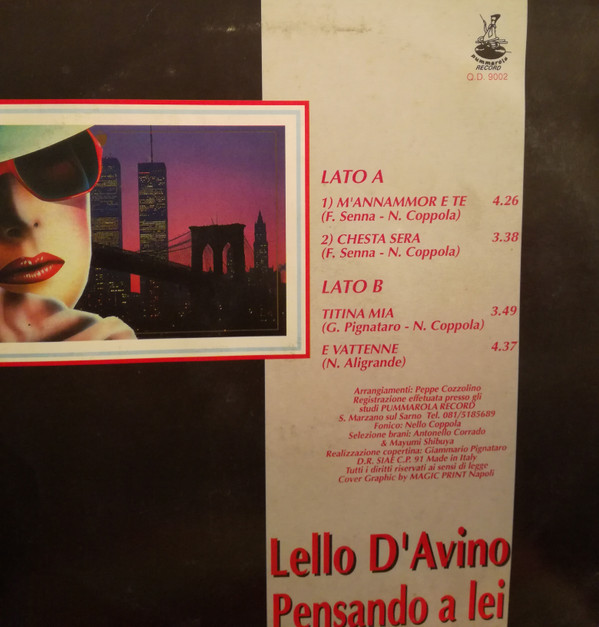 Pummarola
RECORD
Q.D. 9002
LATO A
1) M'ANNAMMOR E TE 4.26
(F. Senna - N. Coppola)
2) CHESTA SERA 3.38
(F. Senna - N. Coppola)
LATO B
TITINA MIA 3.49
(G. Pignataro - N. Coppola)
E VATTENNE 4.37
(N. Aligrande)
Arrangiamenti: Peppe Cozzolino
Registrazione effetuata presso gli
studi PUMMAROLA RECORD
S. Marzano sul Sarno Tel. 081/5185689
Fonico: Nello Coppola
Selezione brani: Antonello Corrado
& Mayumi Shibuya
Realizzazione copertina: Giammario Pignataro
D.R. SIAE C.P. 91 Made in Italy
Tutti i diritti riservati ai sensi di legge
Cover Graphic by MAGIC PRINT Napoli
Lello D'Avino
Pensando a lei